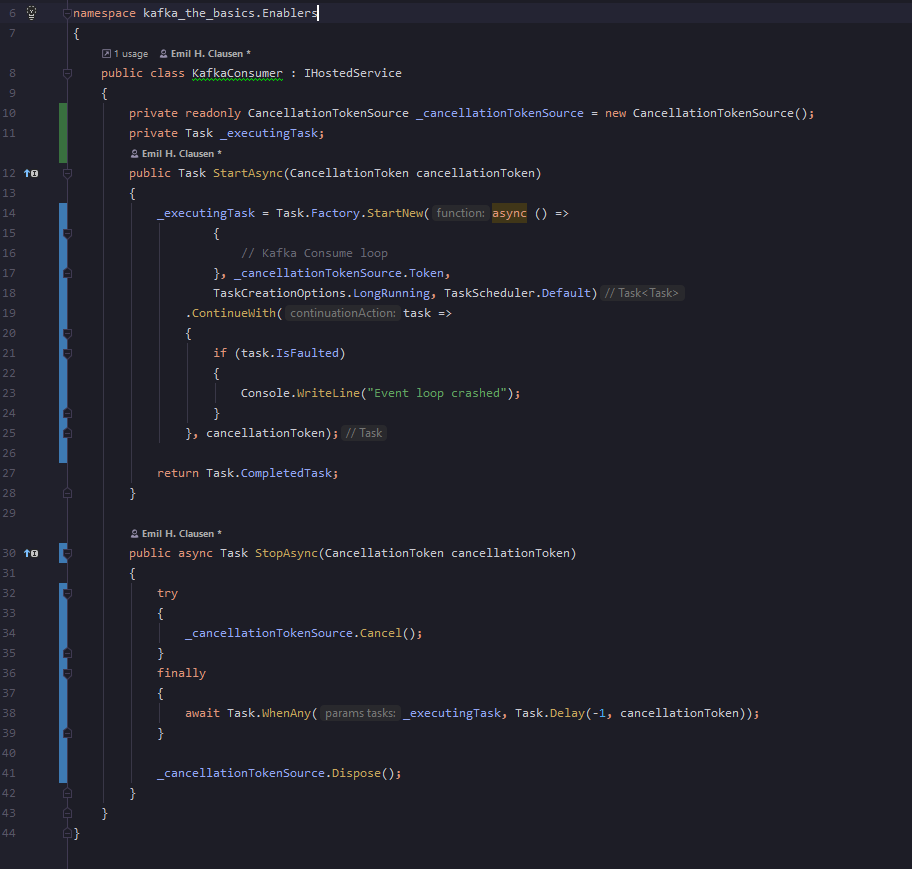 6 namespace kafka_the_basics.Enablers
7 {
1 usage Emil H. Clausen *
8 public class KafkaConsumer : IHostedService
9 {
10 private readonly CancellationTokenSource _cancellationTokenSource = new CancellationTokenSource();
11 private Task _executingTask;
Emil H. Clausen *
12 public Task StartAsync(CancellationToken cancellationToken)
13 {
14 _executingTask = Task.Factory.StartNew( function: async () =>
15 {
16 // Kafka Consume loop
17 }, _cancellationTokenSource.Token,
18 TaskCreationOptions.LongRunning, TaskScheduler.Default) // Task<Task>
19 .ContinueWith( continuationAction: task =>
20 {
21 if (task.IsFaulted)
22 {
23 Console.WriteLine("Event loop crashed");
24 }
25 }, cancellationToken); // Task
26
27 return Task.CompletedTask;
28 }
29
Emil H. Clausen *
30 public async Task StopAsync(CancellationToken cancellationToken)
31 {
32 try
33 {
34 _cancellationTokenSource.Cancel();
35 }
36 finally
37 {
38 await Task.WhenAny( params tasks: _executingTask, Task.Delay(-1, cancellationToken));
39 }
40
41 _cancellationTokenSource.Dispose();
42 }
43 }
44 }